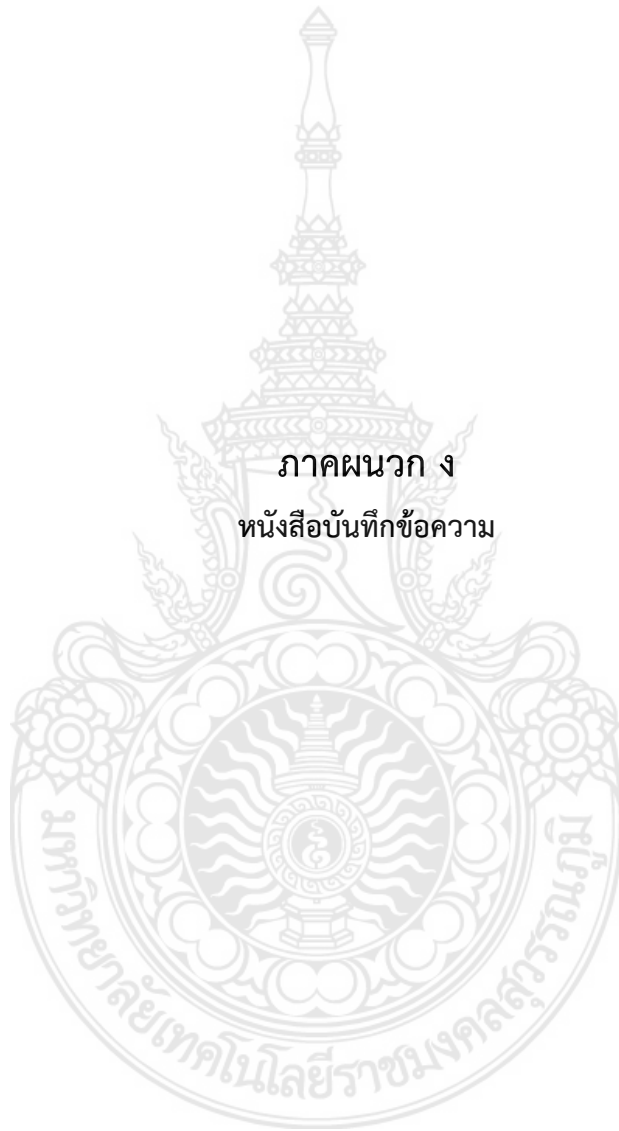 ภาคผนวก ง
หนังสือบันทึกข้อความ
มหาวิทยาลัยเทคโนโลยีราชมงคลสุวรรณภูมิ